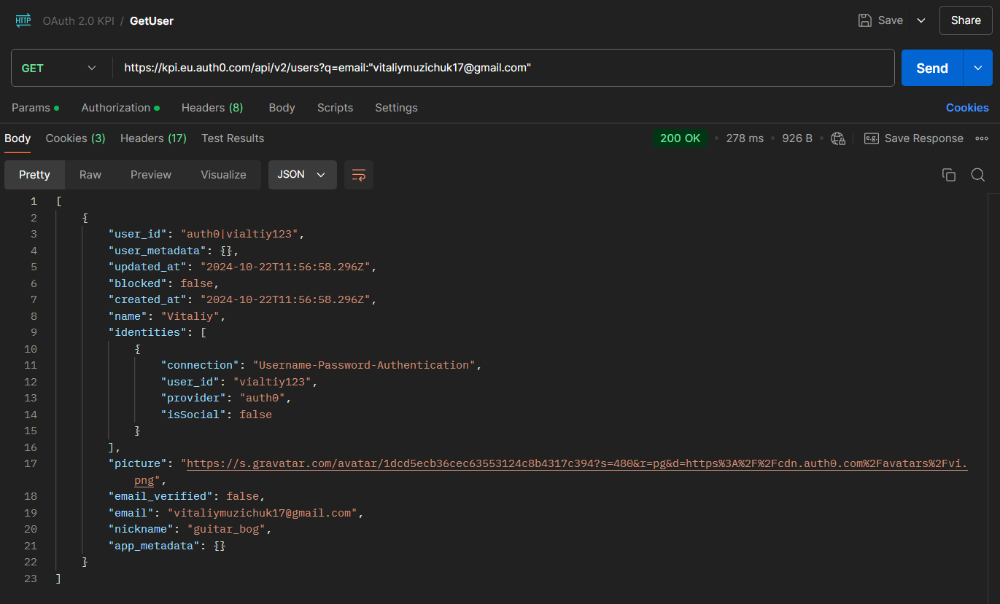 HTTP OAuth 2.0 KPI / GetUser Save Share
GET https://kpi.eu.auth0.com/api/v2/users?q=email:"vitaliymuzichuk17@gmail.com" Send
Params Authorization Headers (8) Body Scripts Settings Cookies
Body Cookies (3) Headers (17) Test Results 200 OK • 278 ms • 926 B • e.g. Save Response
Pretty Raw Preview Visualize JSON
1 [
2 {
3 "user_id": "auth0|vialtiy123",
4 "user_metadata": {},
5 "updated_at": "2024-10-22T11:56:58.296Z",
6 "blocked": false,
7 "created_at": "2024-10-22T11:56:58.296Z",
8 "name": "Vitaliy",
9 "identities": [
10 {
11 "connection": "Username-Password-Authentication",
12 "user_id": "vialtiy123",
13 "provider": "auth0",
14 "isSocial": false
15 }
16 ],
17 "picture": "https://s.gravatar.com/avatar/1dcd5ecb36cec63553124c8b4317c394?s=480&r=pg&d=https%3A%2F%2Fcdn.auth0.com%2Favatars%2Fvi.
png",
18 "email_verified": false,
19 "email": "vitaliymuzichuk17@gmail.com",
20 "nickname": "guitar_bog",
21 "app_metadata": {}
22 }
23 ]